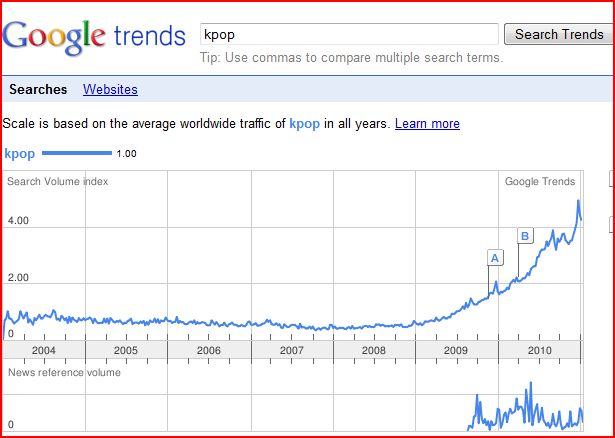 Google trends
kpop
Search Trends
Tip: Use commas to compare multiple search terms.
Searches Websites
Scale is based on the average worldwide traffic of kpop in all years. Learn more
kpop 1.00
Search Volume index
Google Trends
4.00
B
A
2.00
0
2004 2005 2006 2007 2008 2009 2010
News reference volume
0